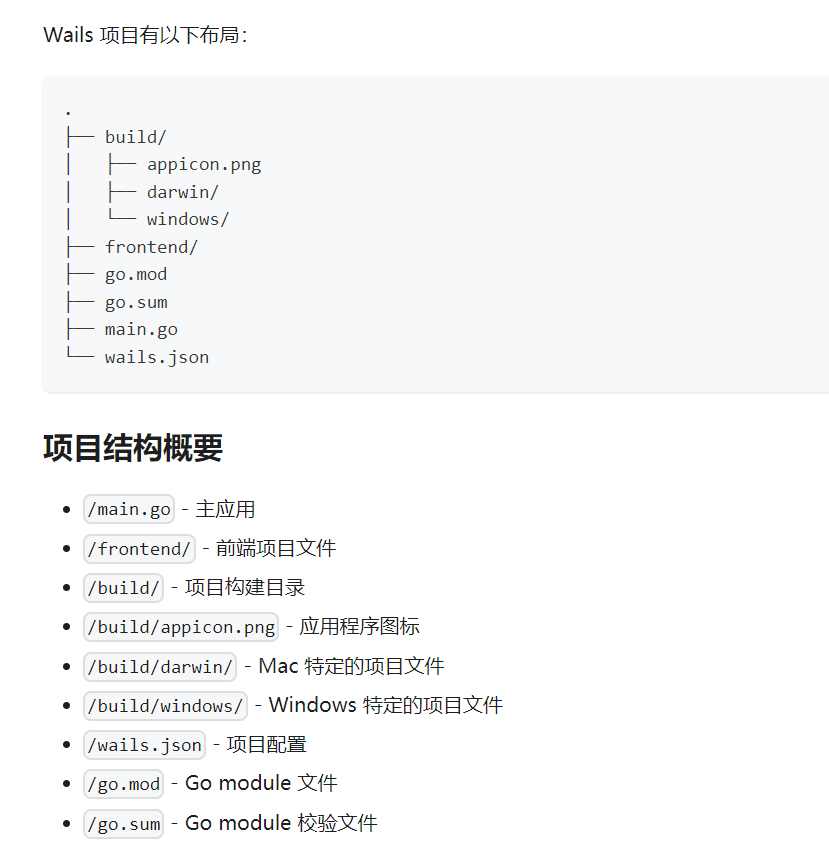 Wails 项目有以下布局：
.
├── build/
│   ├── appicon.png
│   ├── darwin/
│   └── windows/
├── frontend/
├── go.mod
├── go.sum
├── main.go
└── wails.json
项目结构概要
• /main.go - 主应用
• /frontend/ - 前端项目文件
• /build/ - 项目构建目录
• /build/appicon.png - 应用程序图标
• /build/darwin/ - Mac 特定的项目文件
• /build/windows/ - Windows 特定的项目文件
• /wails.json - 项目配置
• /go.mod - Go module 文件
• /go.sum - Go module 校验文件